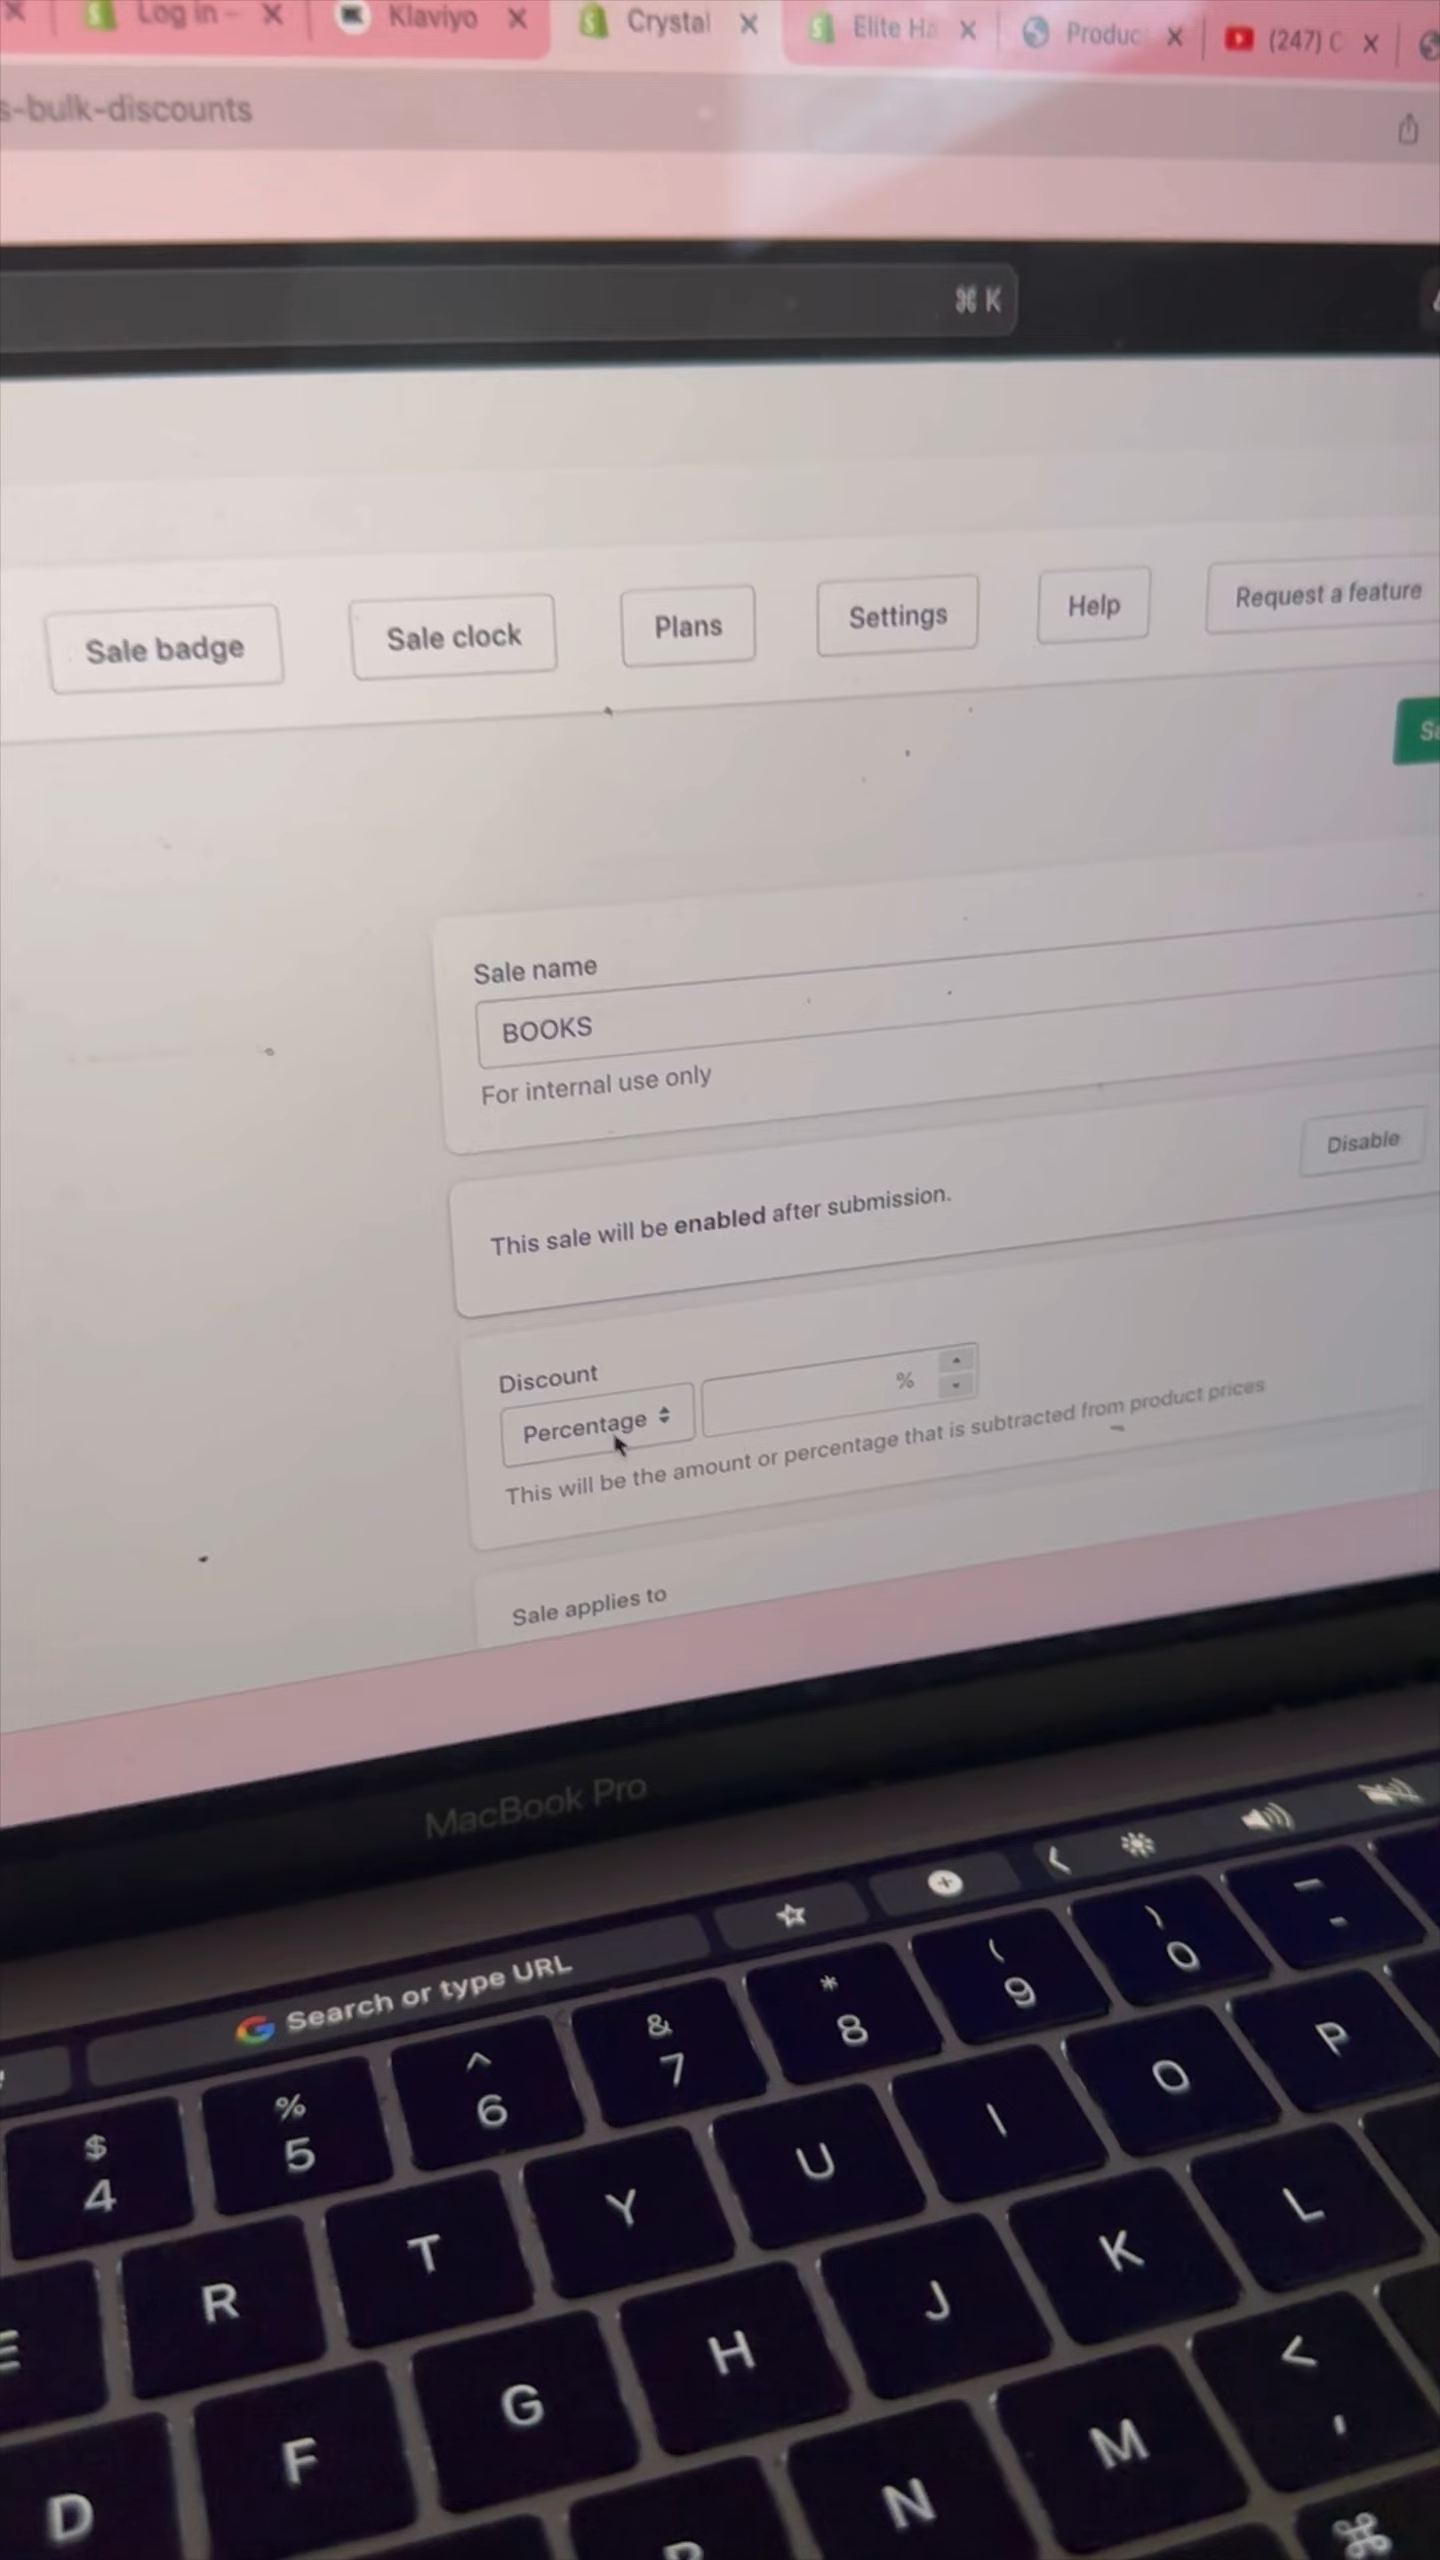 Log in –
Klaviyo
Crystal
Elite Ha
Produc
(247) C
s-bulk-discounts
⌘ K
Sale badge
Sale clock
Plans
Settings
Help
Request a feature
Sale name
BOOKS
For internal use only
This sale will be enabled after submission.
Disable
Discount
Percentage
%
This will be the amount or percentage that is subtracted from product prices
Sale applies to
MacBook Pro
Search or type URL
$ 4
% 5
^ 6
& 7
* 8
( 9
) 0
R T Y U I O P
D F G H J K L
N M < ,
⌘